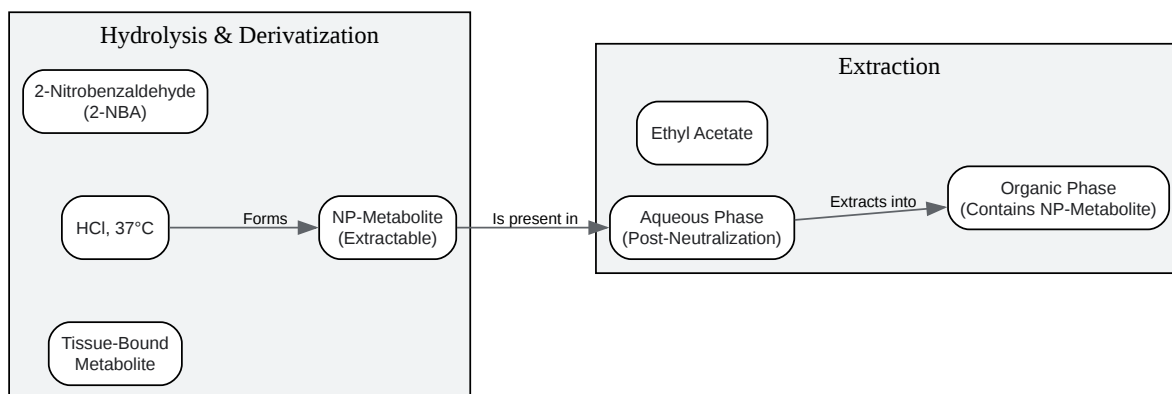 Hydrolysis & Derivatization
2-Nitrobenzaldehyde
(2-NBA)
HCl, 37°C
Forms
NP-Metabolite
(Extractable)
Tissue-Bound
Metabolite
Is present in
Extraction
Ethyl Acetate
Aqueous Phase
(Post-Neutralization)
Extracts into
Organic Phase
(Contains NP-Metabolite)